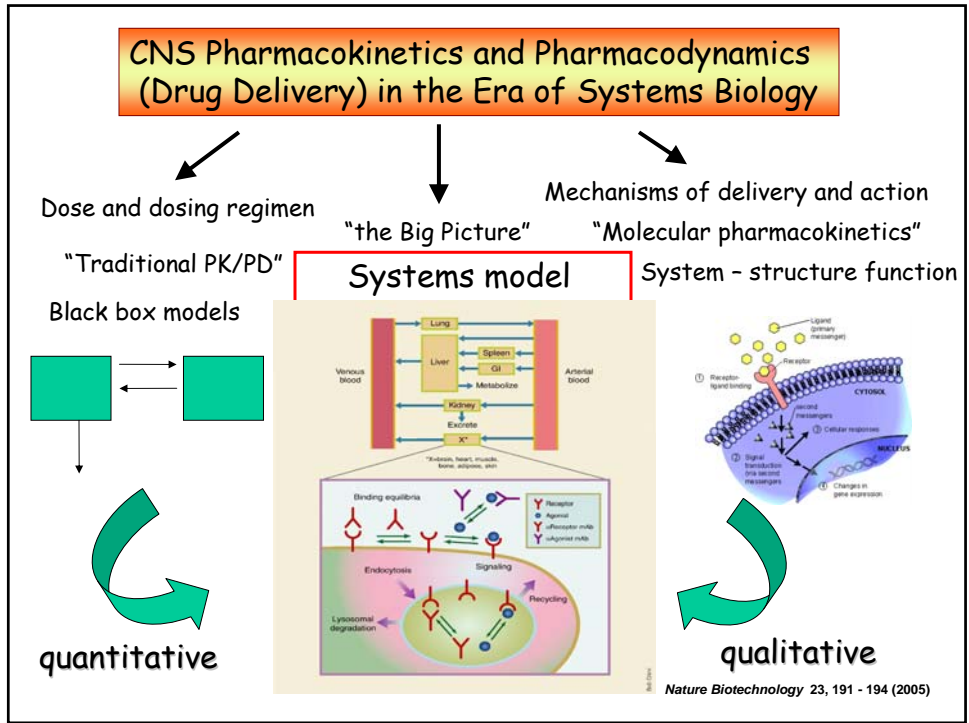 CNS Pharmacokinetics and Pharmacodynamics
(Drug Delivery) in the Era of Systems Biology
Dose and dosing regimen
"Traditional PK/PD"
Black box models
"the Big Picture"
Systems model
Mechanisms of delivery and action
"Molecular pharmacokinetics"
System – structure function
Venous
blood
Lung
Liver
Spleen
GI
Metabolize
Kidney
Excrete
X*
Arterial
blood
*X=brain, heart, muscle,
bone, adipose, skin
Binding equilibria
Receptor
Agonist
αReceptor mAb
αAgonist mAb
Signaling
Endocytosis
Recycling
Lysosomal
degradation
Ligand
(primary
messenger)
Receptor
1 Receptor-
ligand binding
CYTOSOL
second
messengers
3 Cellular responses
2 Signal
transduction
(via second
messengers)
NUCLEUS
4 Changes in
gene expression
quantitative
qualitative
Nature Biotechnology 23, 191 - 194 (2005)